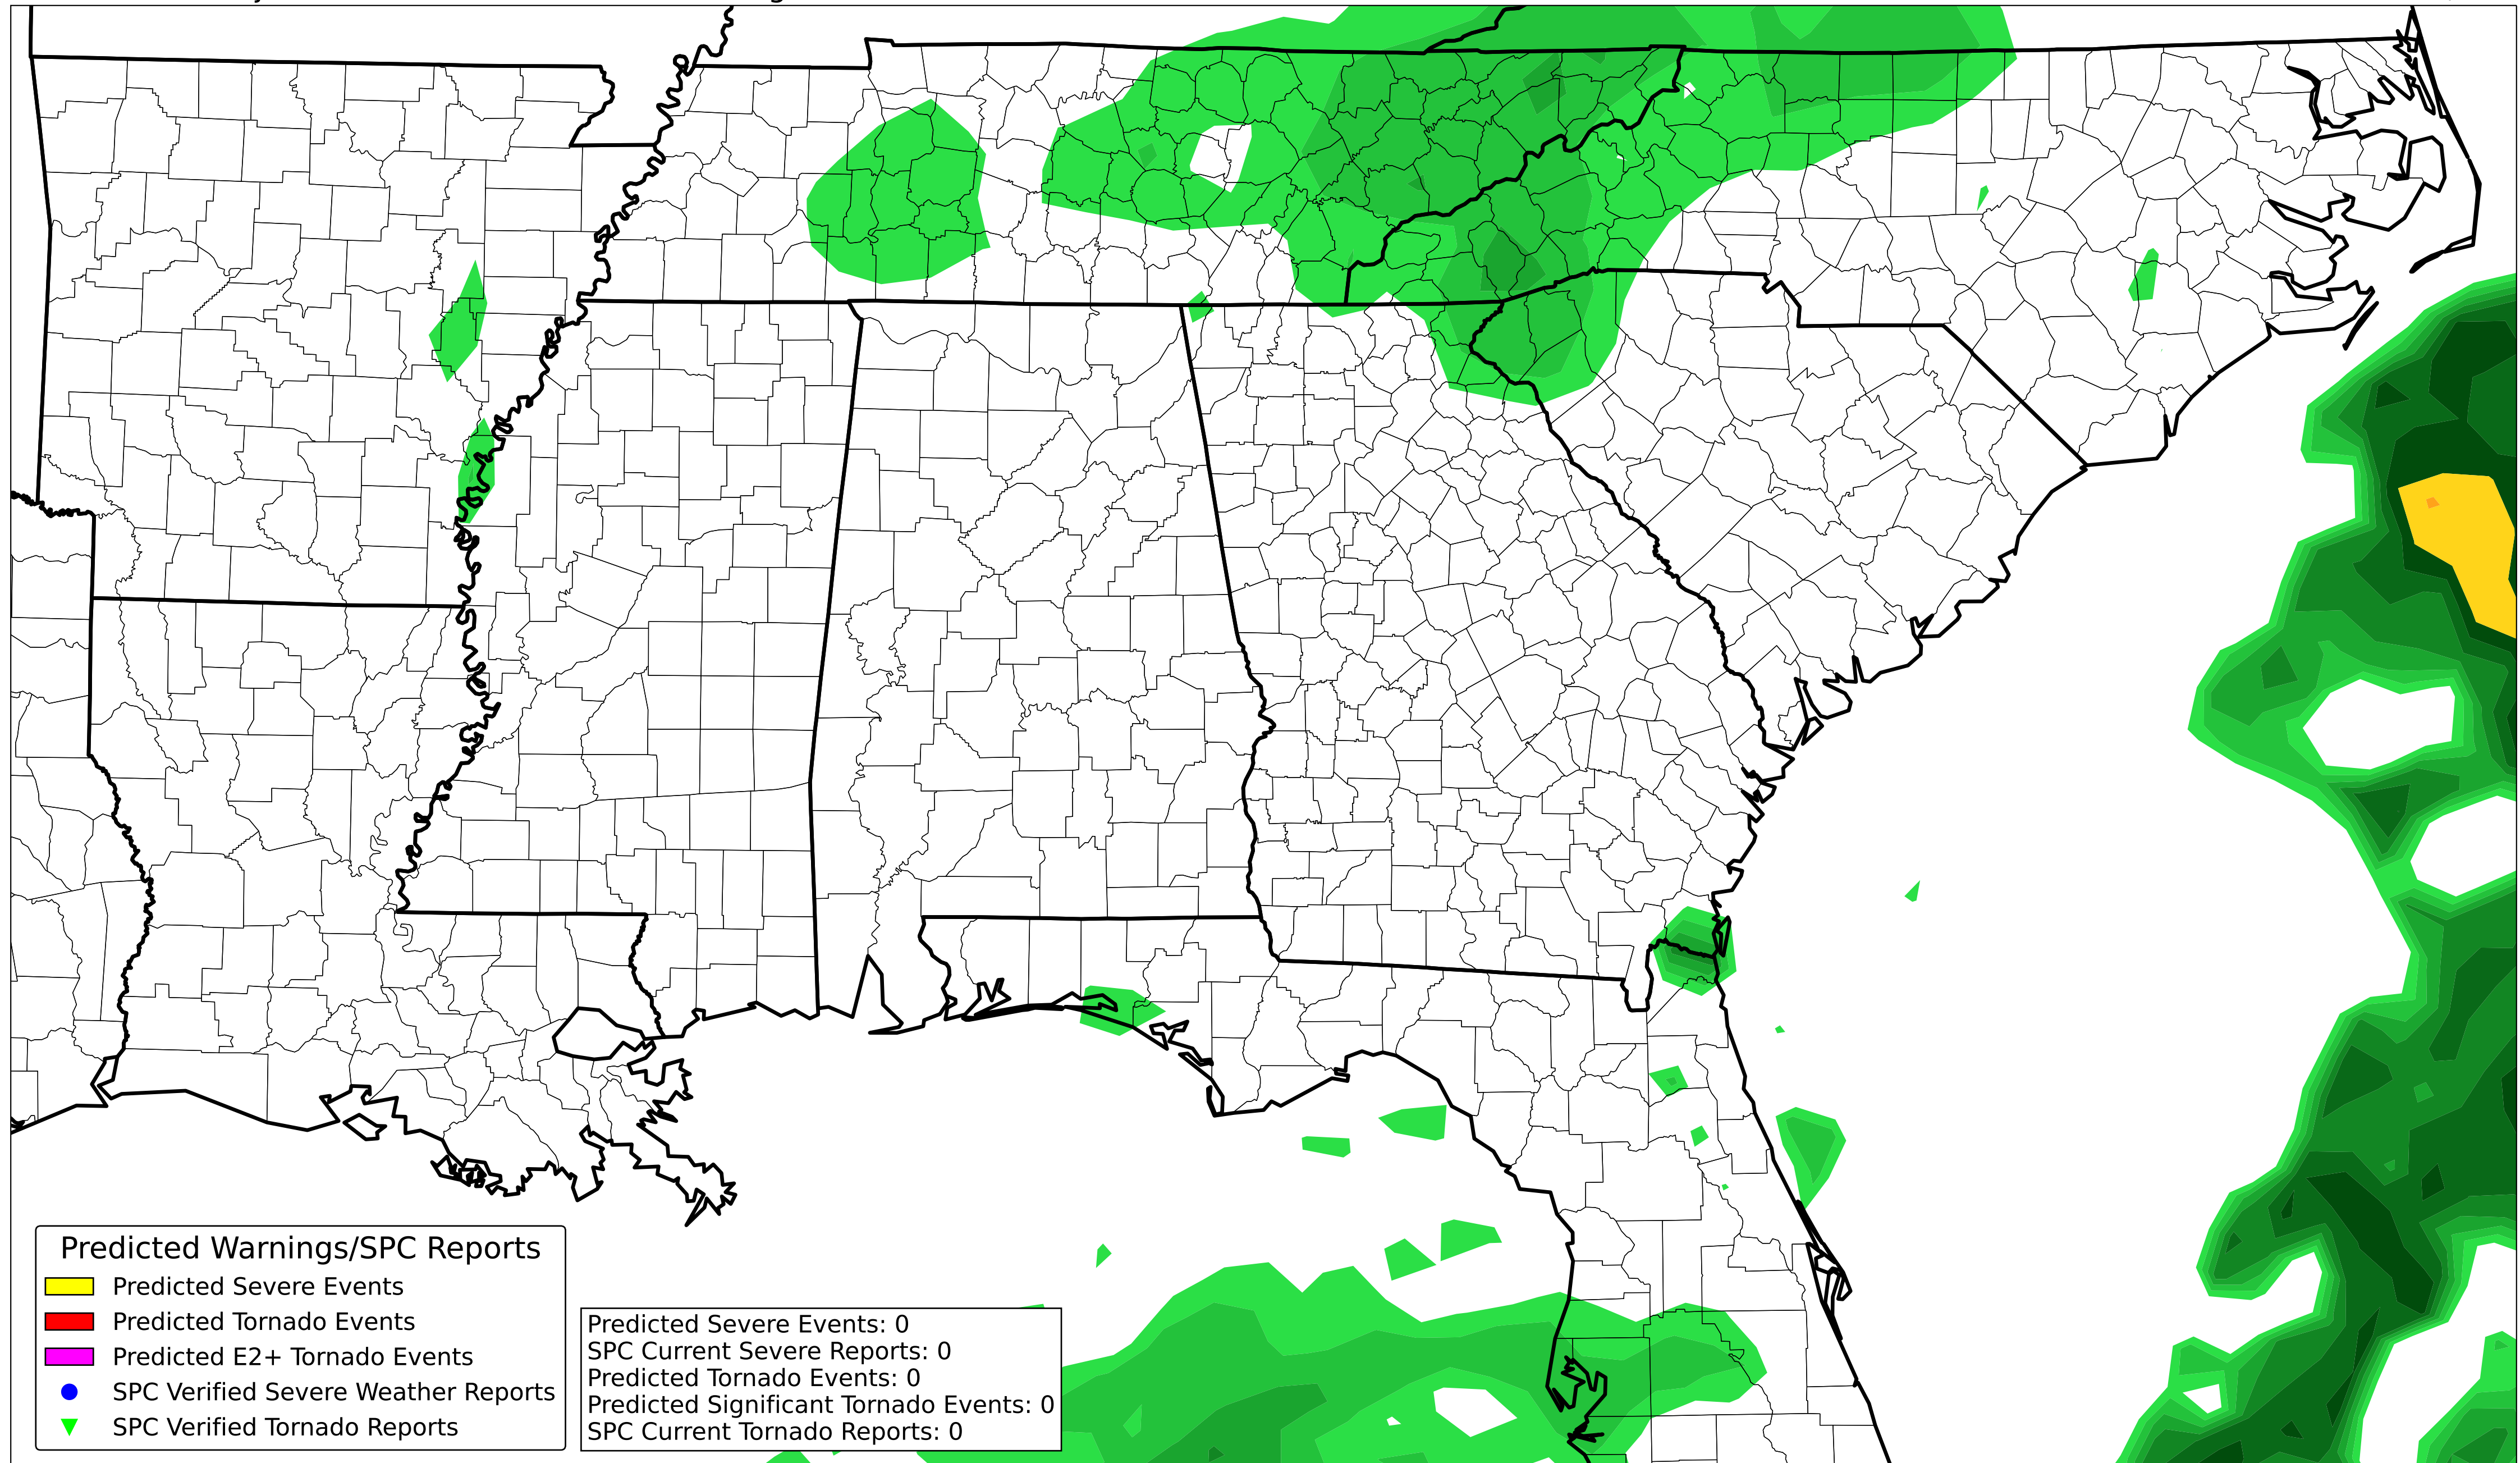 Predicted Warnings/SPC Reports
Predicted Severe Events
Predicted Tornado Events
Predicted E2+ Tornado Events
SPC Verified Severe Weather Reports
SPC Verified Tornado Reports
Predicted Severe Events: 0
SPC Current Severe Reports: 0
Predicted Tornado Events: 0
Predicted Significant Tornado Events: 0
SPC Current Tornado Reports: 0